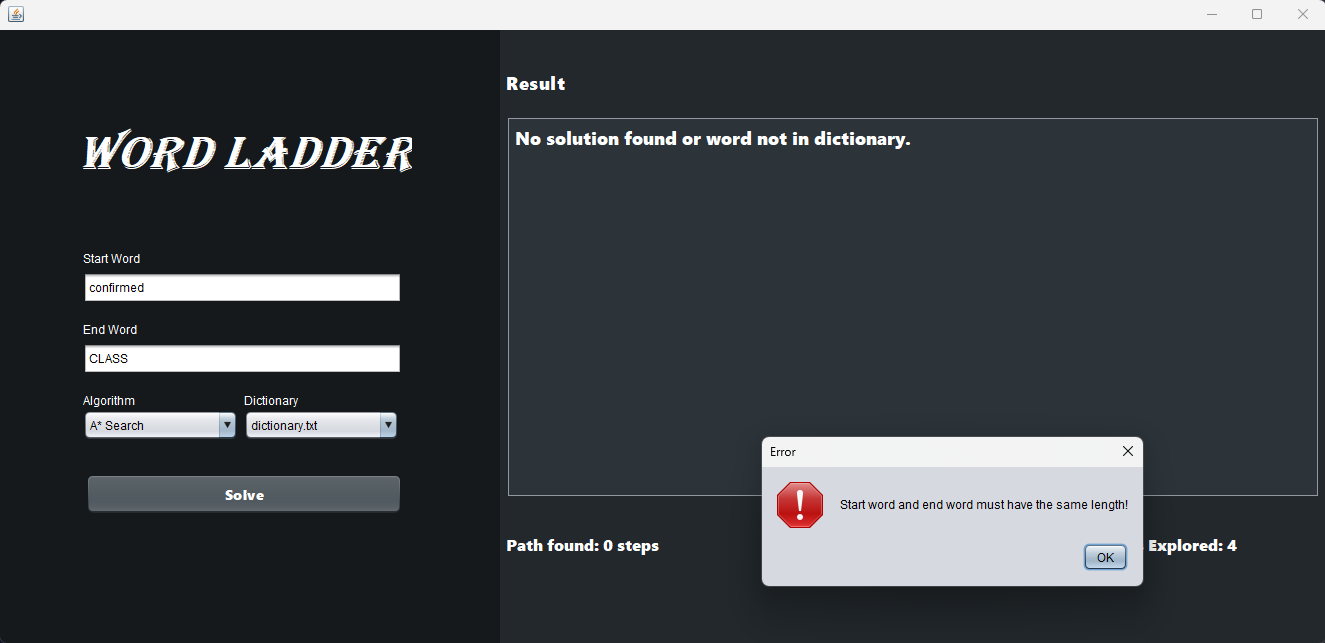 WORD LADDER
Start Word
confirmed
End Word
CLASS
Algorithm Dictionary
A* Search dictionary.txt
Solve
Result
No solution found or word not in dictionary.
Path found: 0 steps
Explored: 4
Error
Start word and end word must have the same length!
OK